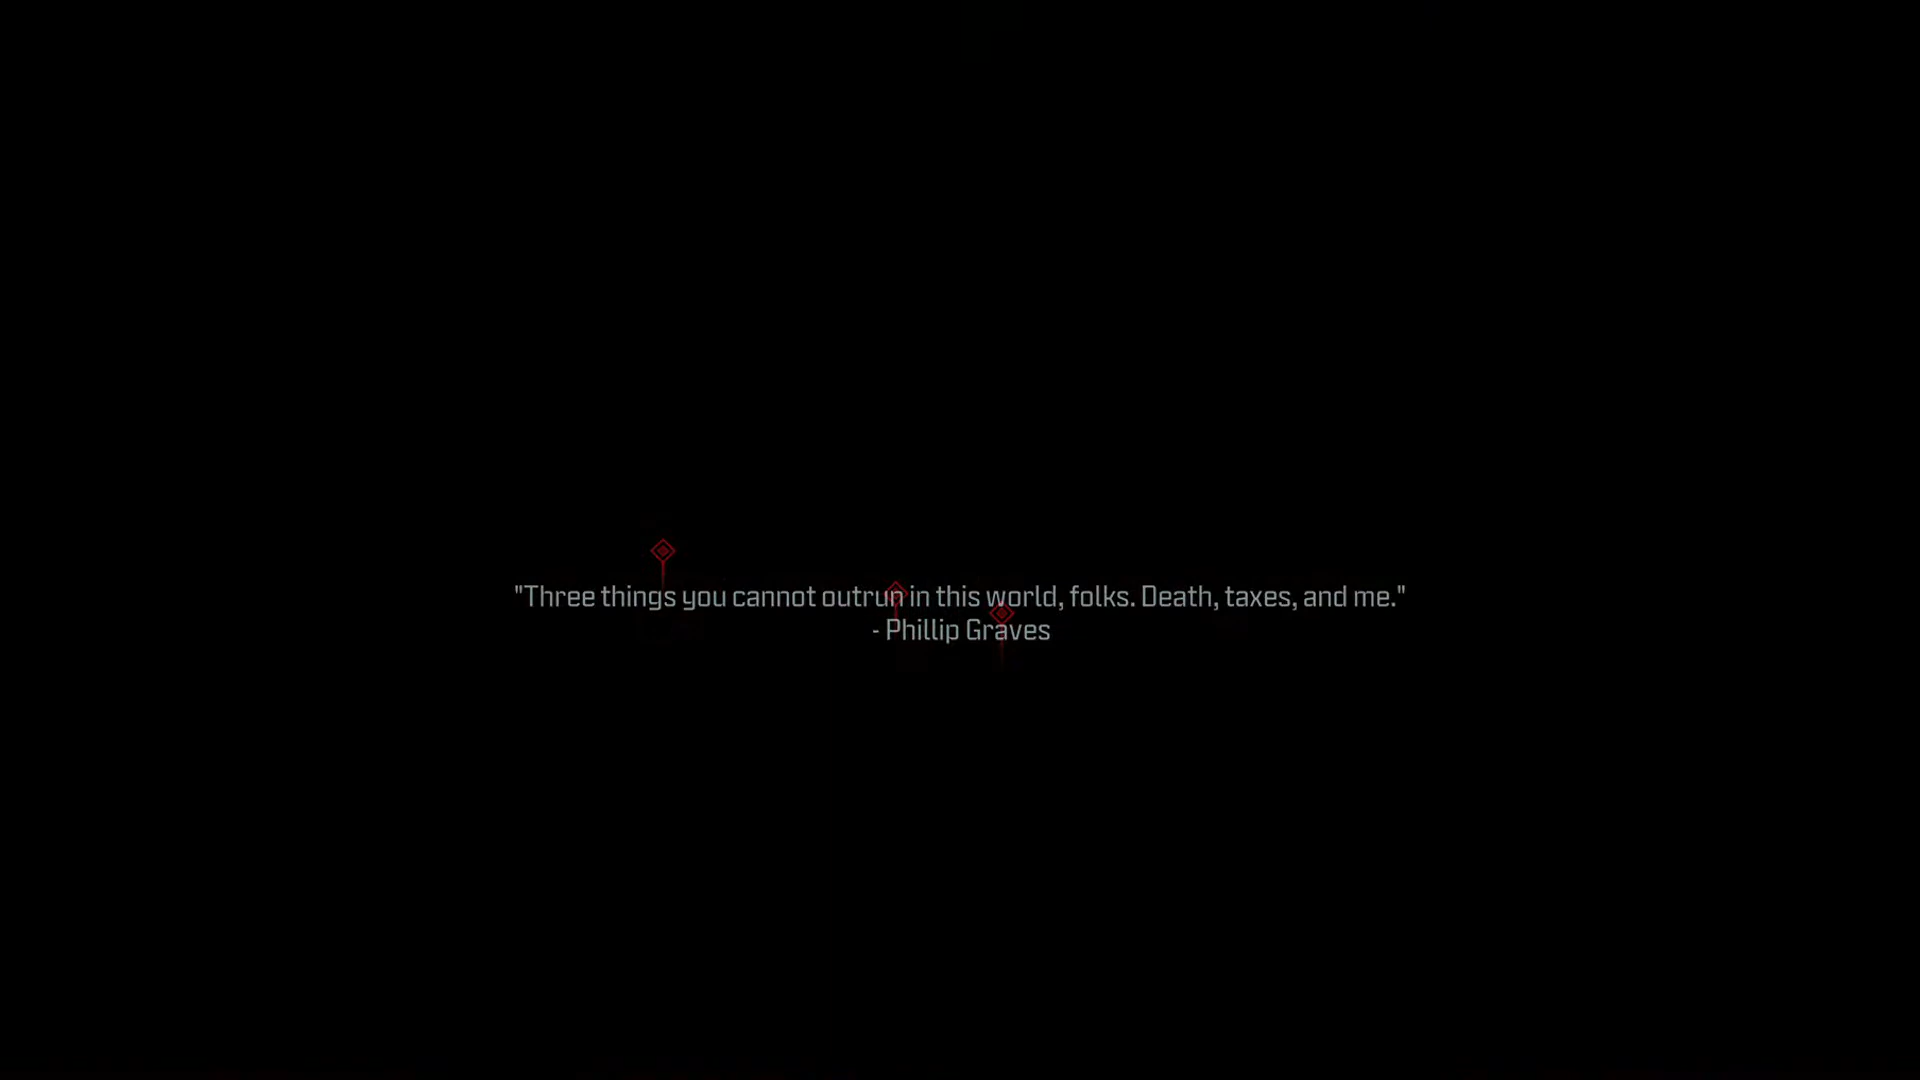 "Three things you cannot outrun in this world, folks. Death, taxes, and me."
- Phillip Graves